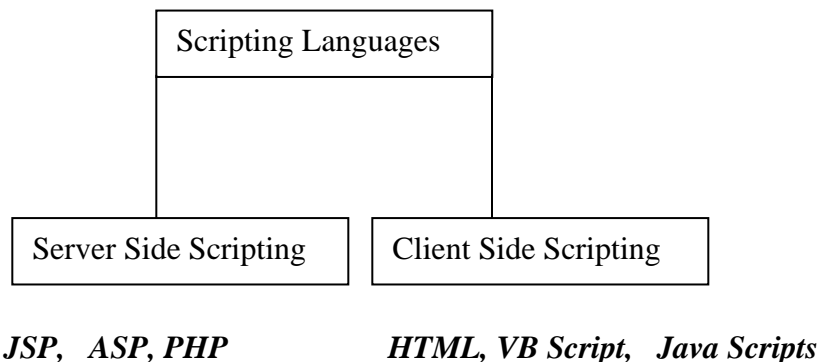 Scripting Languages
Server Side Scripting Client Side Scripting
JSP, ASP, PHP HTML, VB Script, Java Scripts